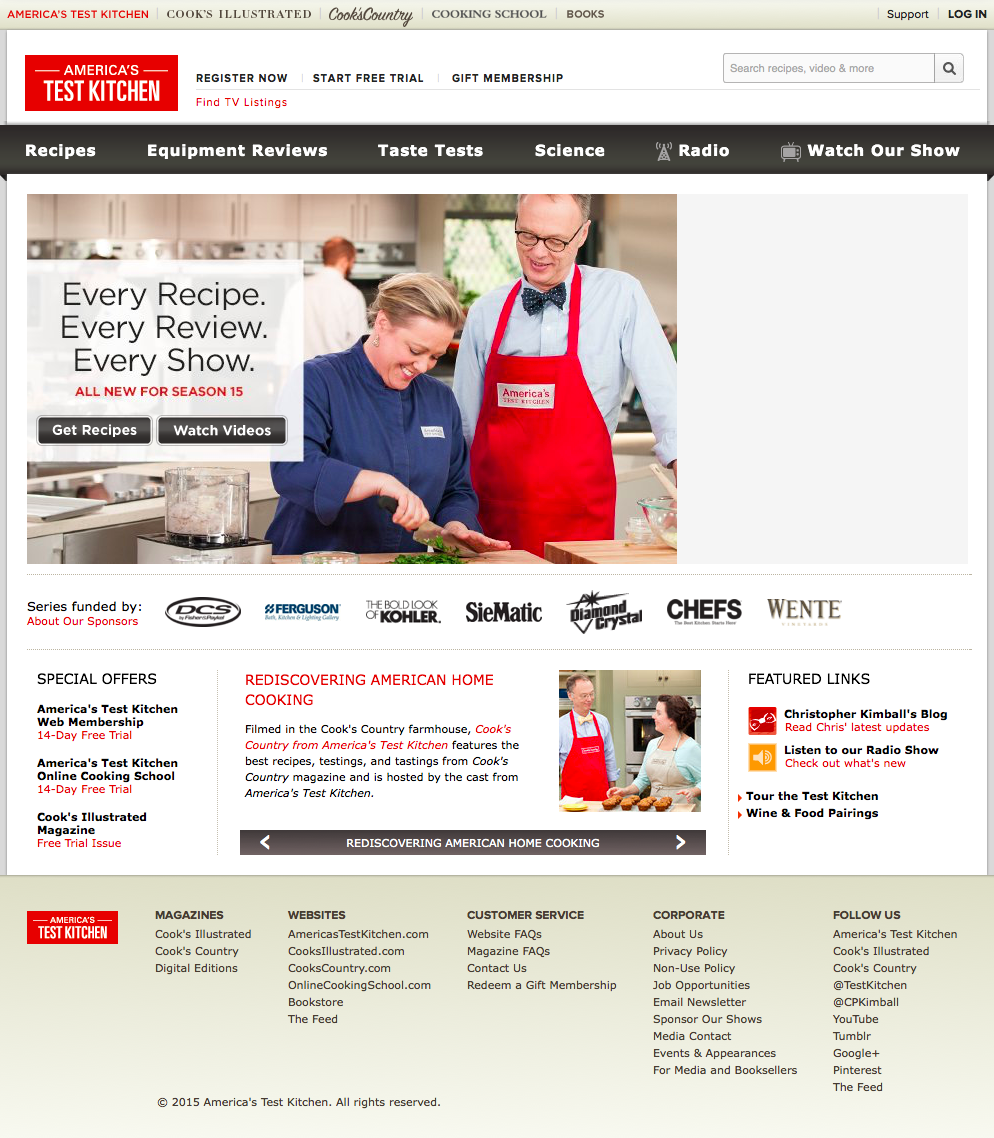 AMERICA'S TEST KITCHEN
COOK'S ILLUSTRATED
Cook'sCountry
COOKING SCHOOL
BOOKS
Support
LOG IN
AMERICA'S
TEST KITCHEN
REGISTER NOW
START FREE TRIAL
GIFT MEMBERSHIP
Find TV Listings
Search recipes, video & more
Recipes
Equipment Reviews
Taste Tests
Science
Radio
Watch Our Show
Every Recipe.
Every Review.
Every Show.
ALL NEW FOR SEASON 15
Get Recipes
Watch Videos
America's
TEST KITCHEN
Series funded by:
About Our Sponsors
DCS
by Fisher&Paykel
FERGUSON
Bath, Kitchen & Lighting Gallery
THE BOLD LOOK
OF KOHLER.
SieMatic
Diamond
Crystal
CHEFS
The Best Kitchen Starts Here
WENTE
VINEYARDS
SPECIAL OFFERS
America's Test Kitchen
Web Membership
14-Day Free Trial
America's Test Kitchen
Online Cooking School
14-Day Free Trial
Cook's Illustrated
Magazine
Free Trial Issue
REDISCOVERING AMERICAN HOME
COOKING
Filmed in the Cook's Country farmhouse, Cook's
Country from America's Test Kitchen features the
best recipes, testings, and tastings from Cook's
Country magazine and is hosted by the cast from
America's Test Kitchen.
REDISCOVERING AMERICAN HOME COOKING
FEATURED LINKS
Christopher Kimball's Blog
Read Chris' latest updates
Listen to our Radio Show
Check out what's new
Tour the Test Kitchen
Wine & Food Pairings
AMERICA'S
TEST KITCHEN
MAGAZINES
Cook's Illustrated
Cook's Country
Digital Editions
WEBSITES
AmericasTestKitchen.com
CooksIllustrated.com
CooksCountry.com
OnlineCookingSchool.com
Bookstore
The Feed
CUSTOMER SERVICE
Website FAQs
Magazine FAQs
Contact Us
Redeem a Gift Membership
CORPORATE
About Us
Privacy Policy
Non-Use Policy
Job Opportunities
Email Newsletter
Sponsor Our Shows
Media Contact
Events & Appearances
For Media and Booksellers
FOLLOW US
America's Test Kitchen
Cook's Illustrated
Cook's Country
@TestKitchen
@CPKimball
YouTube
Tumblr
Google+
Pinterest
The Feed
© 2015 America's Test Kitchen. All rights reserved.